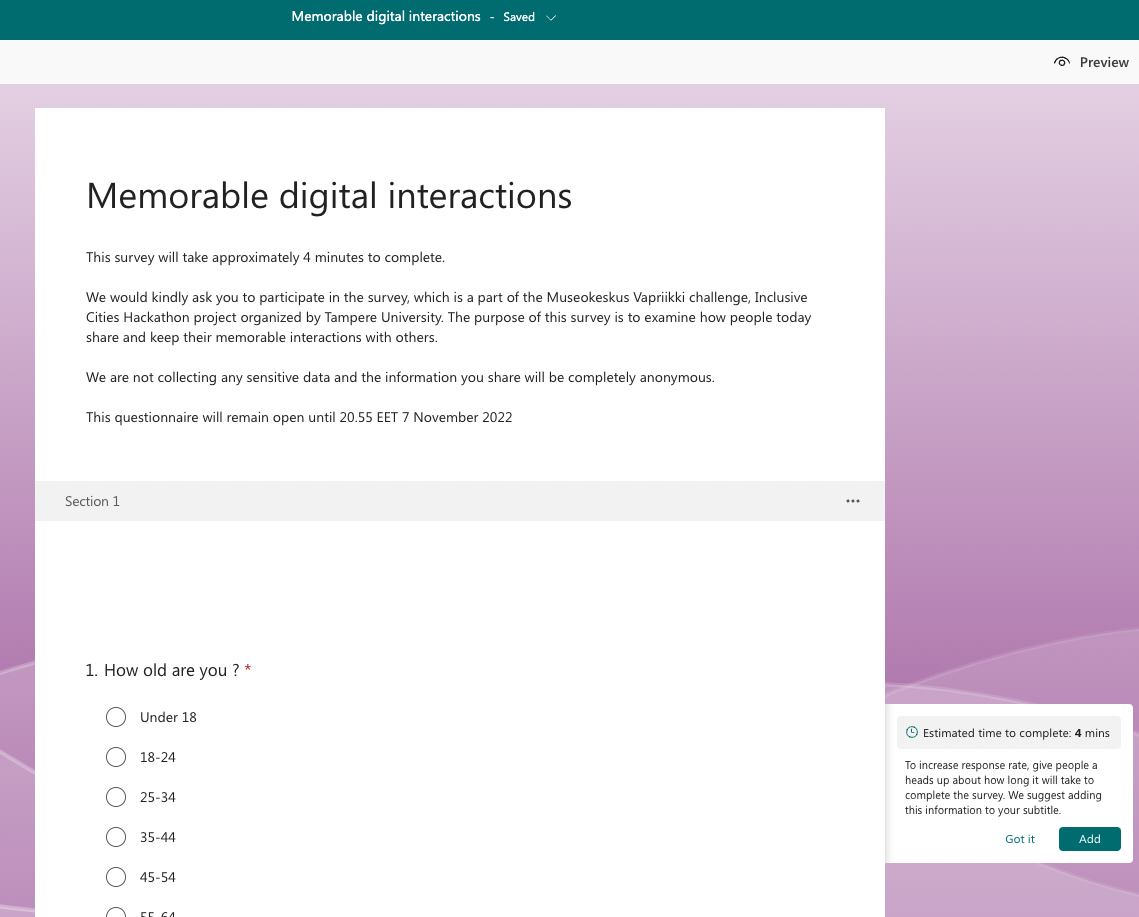 Memorable digital interactions - Saved
Preview
Memorable digital interactions
This survey will take approximately 4 minutes to complete.
We would kindly ask you to participate in the survey, which is a part of the Museokeskus Vapriikki challenge, Inclusive
Cities Hackathon project organized by Tampere University. The purpose of this survey is to examine how people today
share and keep their memorable interactions with others.
We are not collecting any sensitive data and the information you share will be completely anonymous.
This questionnaire will remain open until 20.55 EET 7 November 2022
Section 1
1. How old are you ? *
Under 18
18-24
25-34
35-44
45-54
55-64
Estimated time to complete: 4 mins
To increase response rate, give people a
heads up about how long it will take to
complete the survey. We suggest adding
this information to your subtitle.
Got it
Add